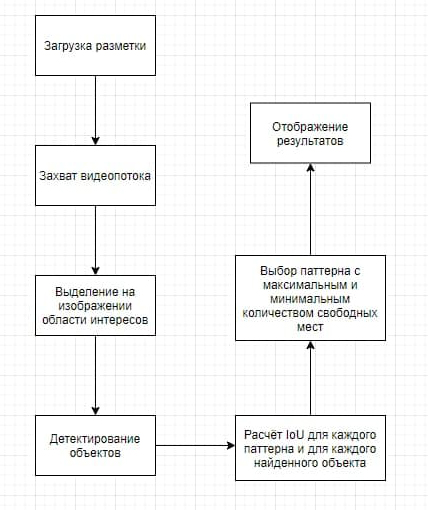 Загрузка разметки
Захват видеопотока
Выделение на
изображении
области интересов
Детектирование
объектов
Расчёт IoU для каждого
паттерна и для каждого
найденного объекта
Выбор паттерна с
максимальным и
минимальным
количеством свободных
мест
Отображение
результатов